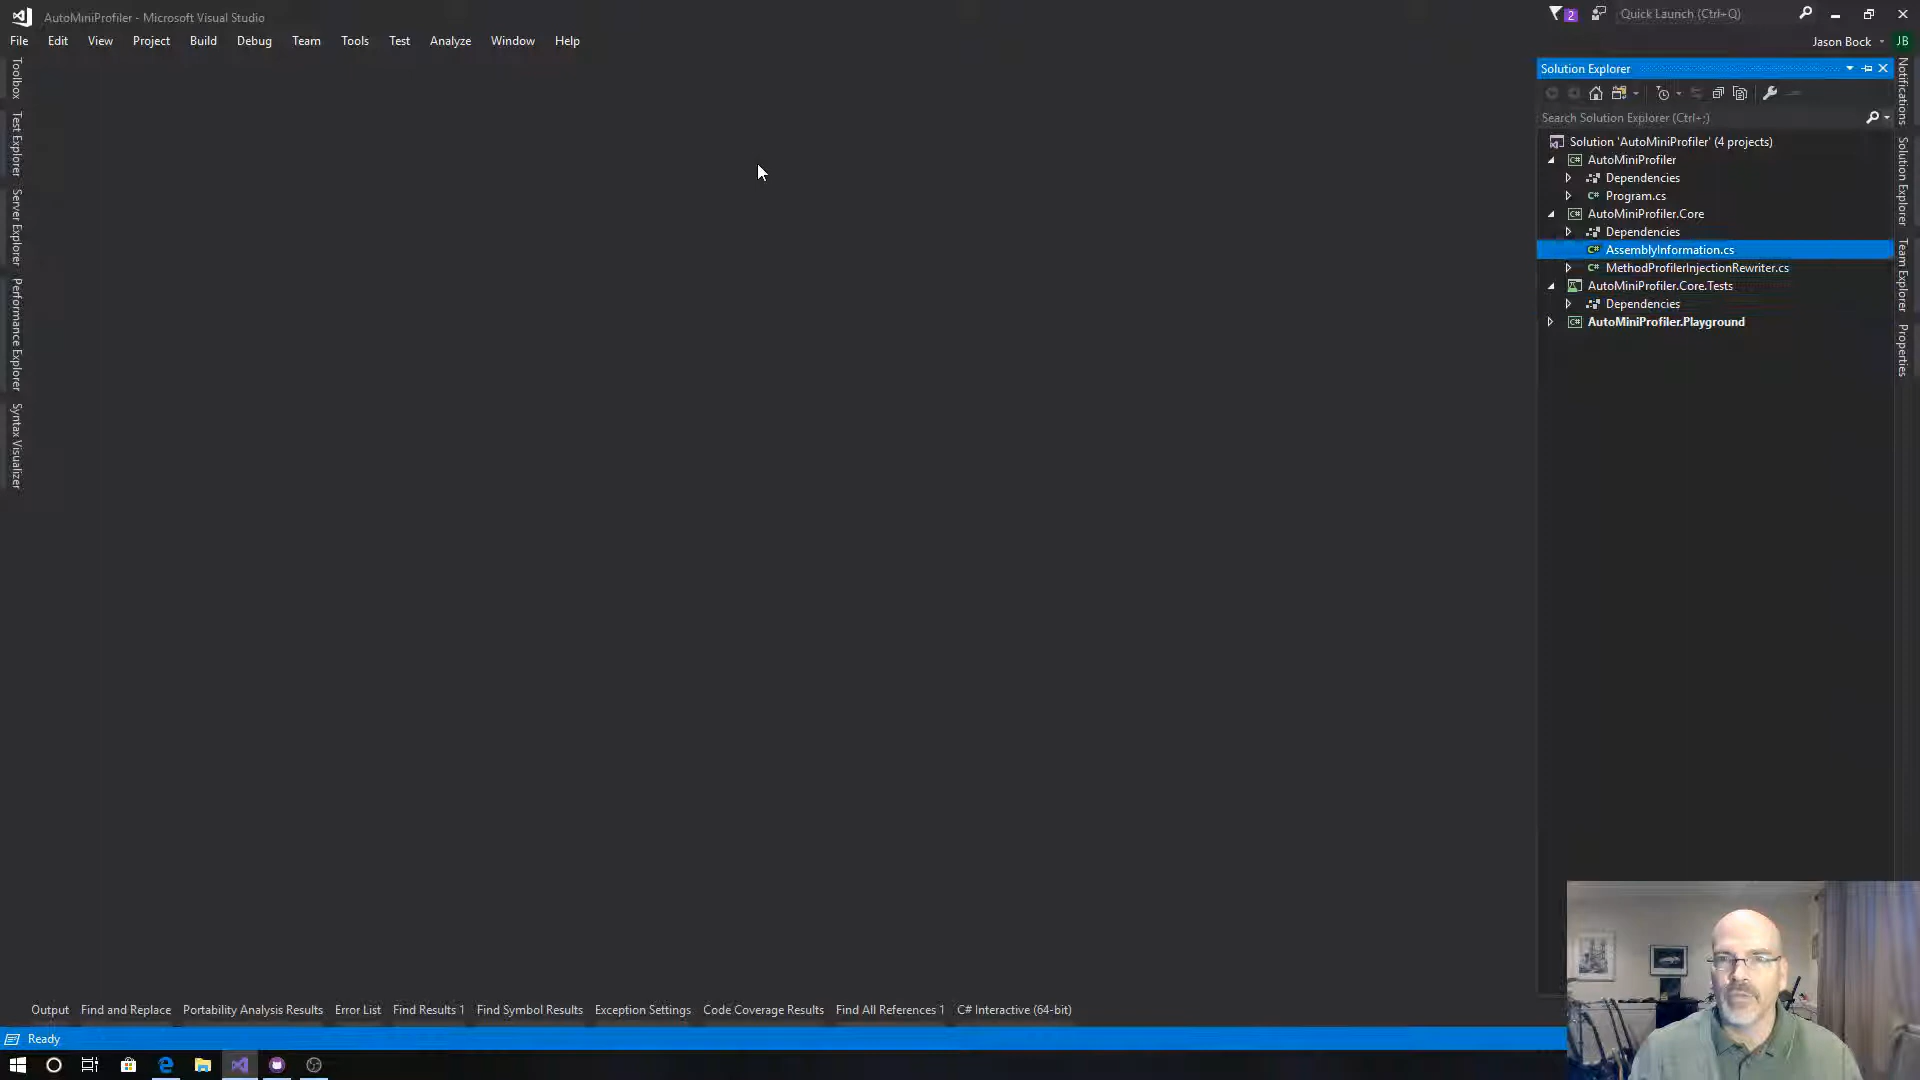 AutoMiniProfiler - Microsoft Visual Studio
2
Quick Launch (Ctrl+Q)
File Edit View Project Build Debug Team Tools Test Analyze Window Help
Jason Bock
JB
Toolbox
Test Explorer
Server Explorer
Performance Explorer
Syntax Visualizer
Solution Explorer
Search Solution Explorer (Ctrl+;)
Solution 'AutoMiniProfiler' (4 projects)
C# AutoMiniProfiler
Dependencies
C# Program.cs
C# AutoMiniProfiler.Core
Dependencies
C# AssemblyInformation.cs
C# MethodProfilerInjectionRewriter.cs
AutoMiniProfiler.Core.Tests
Dependencies
C# AutoMiniProfiler.Playground
Notifications
Solution Explorer
Team Explorer
Properties
Output Find and Replace Portability Analysis Results Error List Find Results 1 Find Symbol Results Exception Settings Code Coverage Results Find All References 1 C# Interactive (64-bit)
Ready